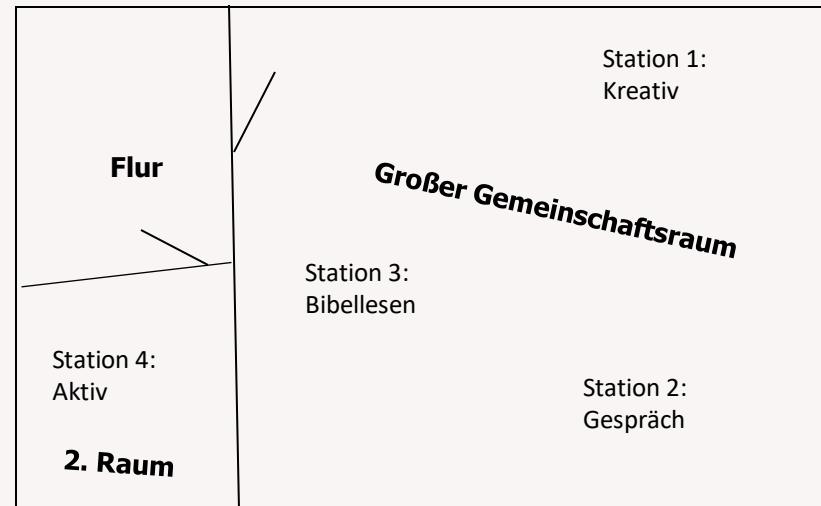 Station 1:
Kreativ
Flur
Großer Gemeinschaftsraum
Station 3:
Bibellesen
Station 4:
Aktiv
Station 2:
Gespräch
2. Raum